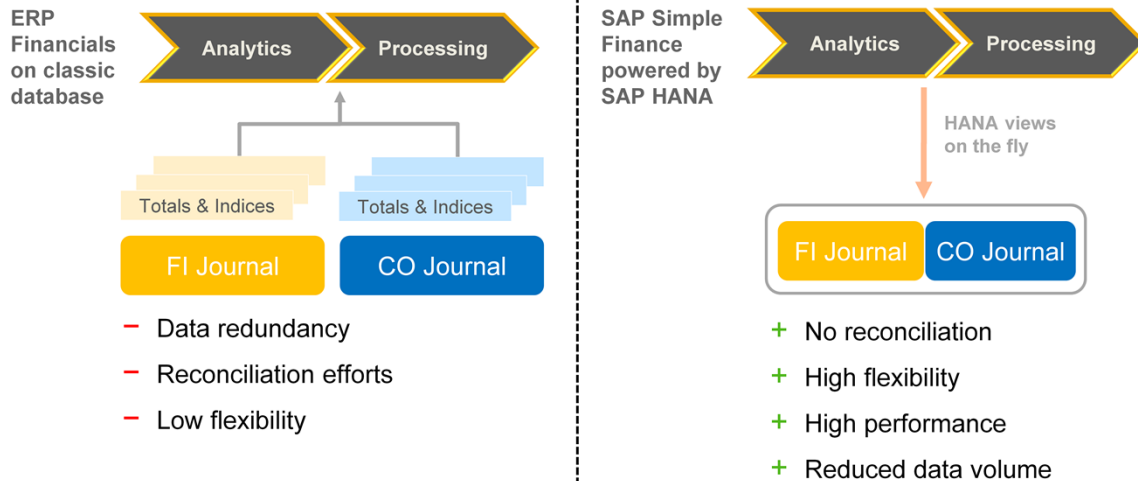 ERP
Financials
on classic
database
Analytics
Processing
Totals & Indices
Totals & Indices
FI Journal
CO Journal
− Data redundancy
− Reconciliation efforts
− Low flexibility
SAP Simple
Finance
powered by
SAP HANA
Analytics
Processing
HANA views
on the fly
FI Journal
CO Journal
+ No reconciliation
+ High flexibility
+ High performance
+ Reduced data volume